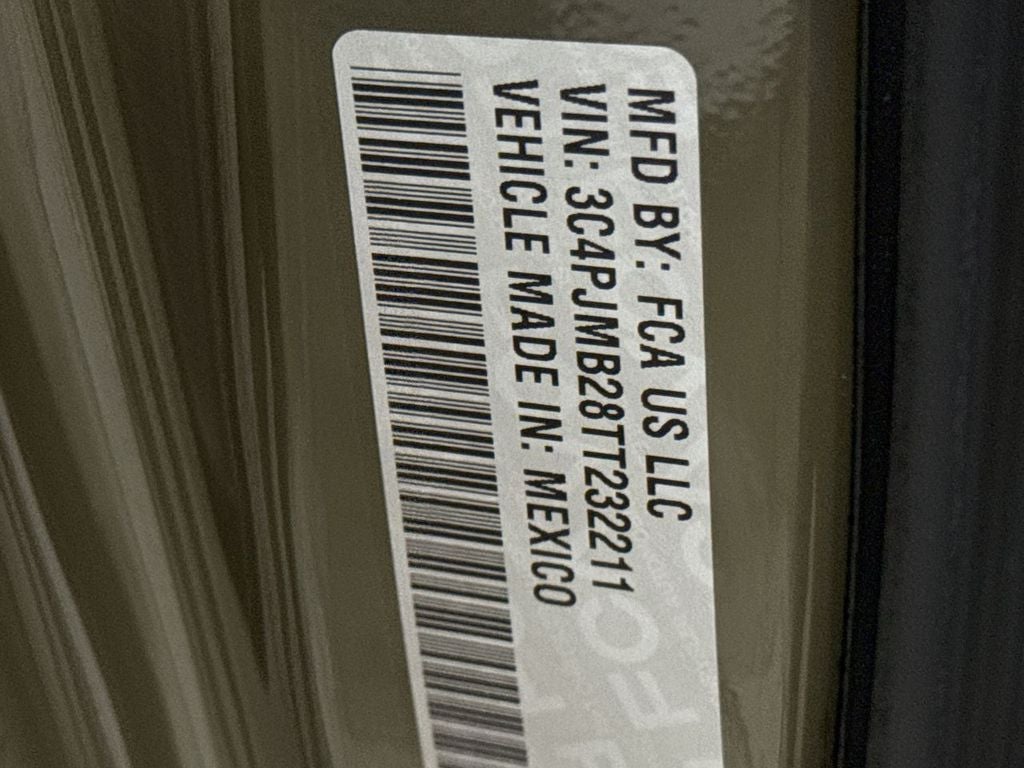 MFD BY: FCA US LLC
VIN: 3C4PJMB28TT232211
VEHICLE MADE IN: MEXICO